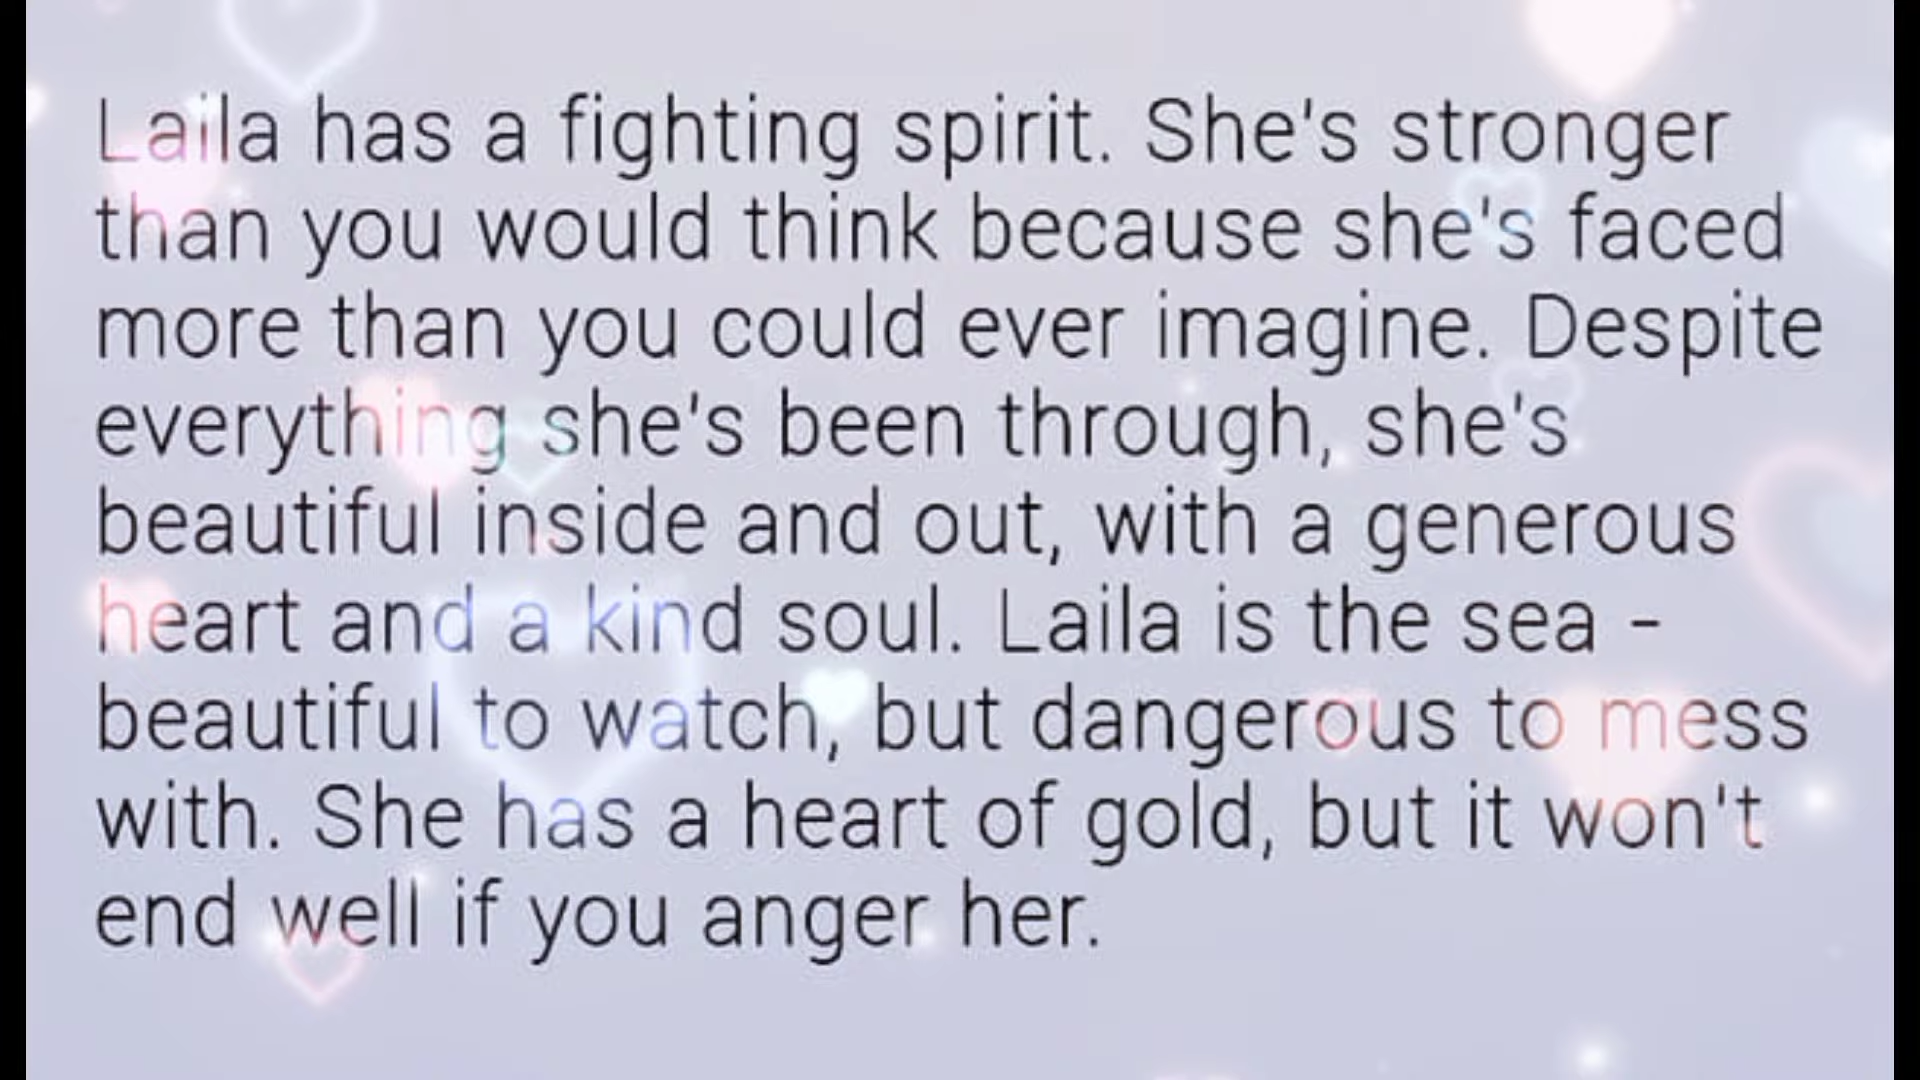 Laila has a fighting spirit. She's stronger
than you would think because she's faced
more than you could ever imagine. Despite
everything she's been through, she's
beautiful inside and out, with a generous
heart and a kind soul. Laila is the sea -
beautiful to watch, but dangerous to mess
with. She has a heart of gold, but it won't
end well if you anger her.